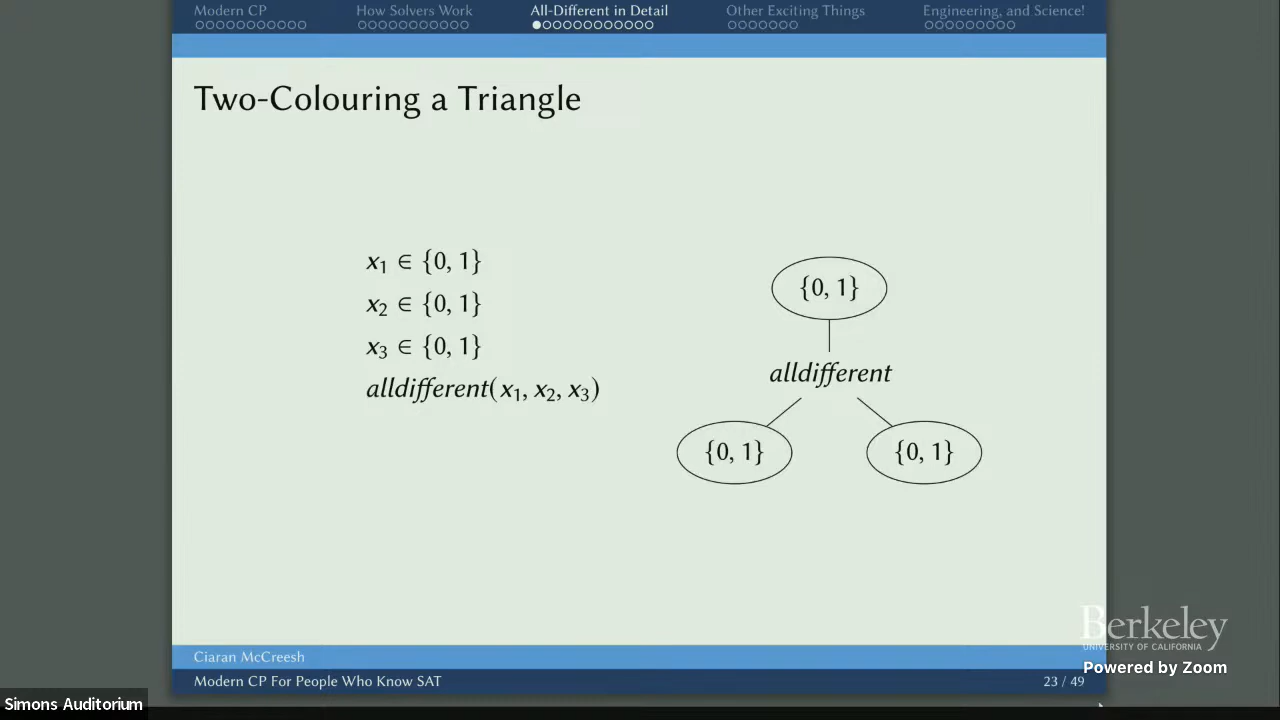 Modern CP
How Solvers Work
All-Different in Detail
Other Exciting Things
Engineering, and Science!
Two-Colouring a Triangle
x₁ ∈ {0, 1}
x₂ ∈ {0, 1}
x₃ ∈ {0, 1}
alldifferent(x₁, x₂, x₃)
{0, 1}
alldifferent
{0, 1}
{0, 1}
Berkeley
UNIVERSITY OF CALIFORNIA
Powered by Zoom
Ciaran McCreesh
Modern CP For People Who Know SAT
23 / 49
Simons Auditorium